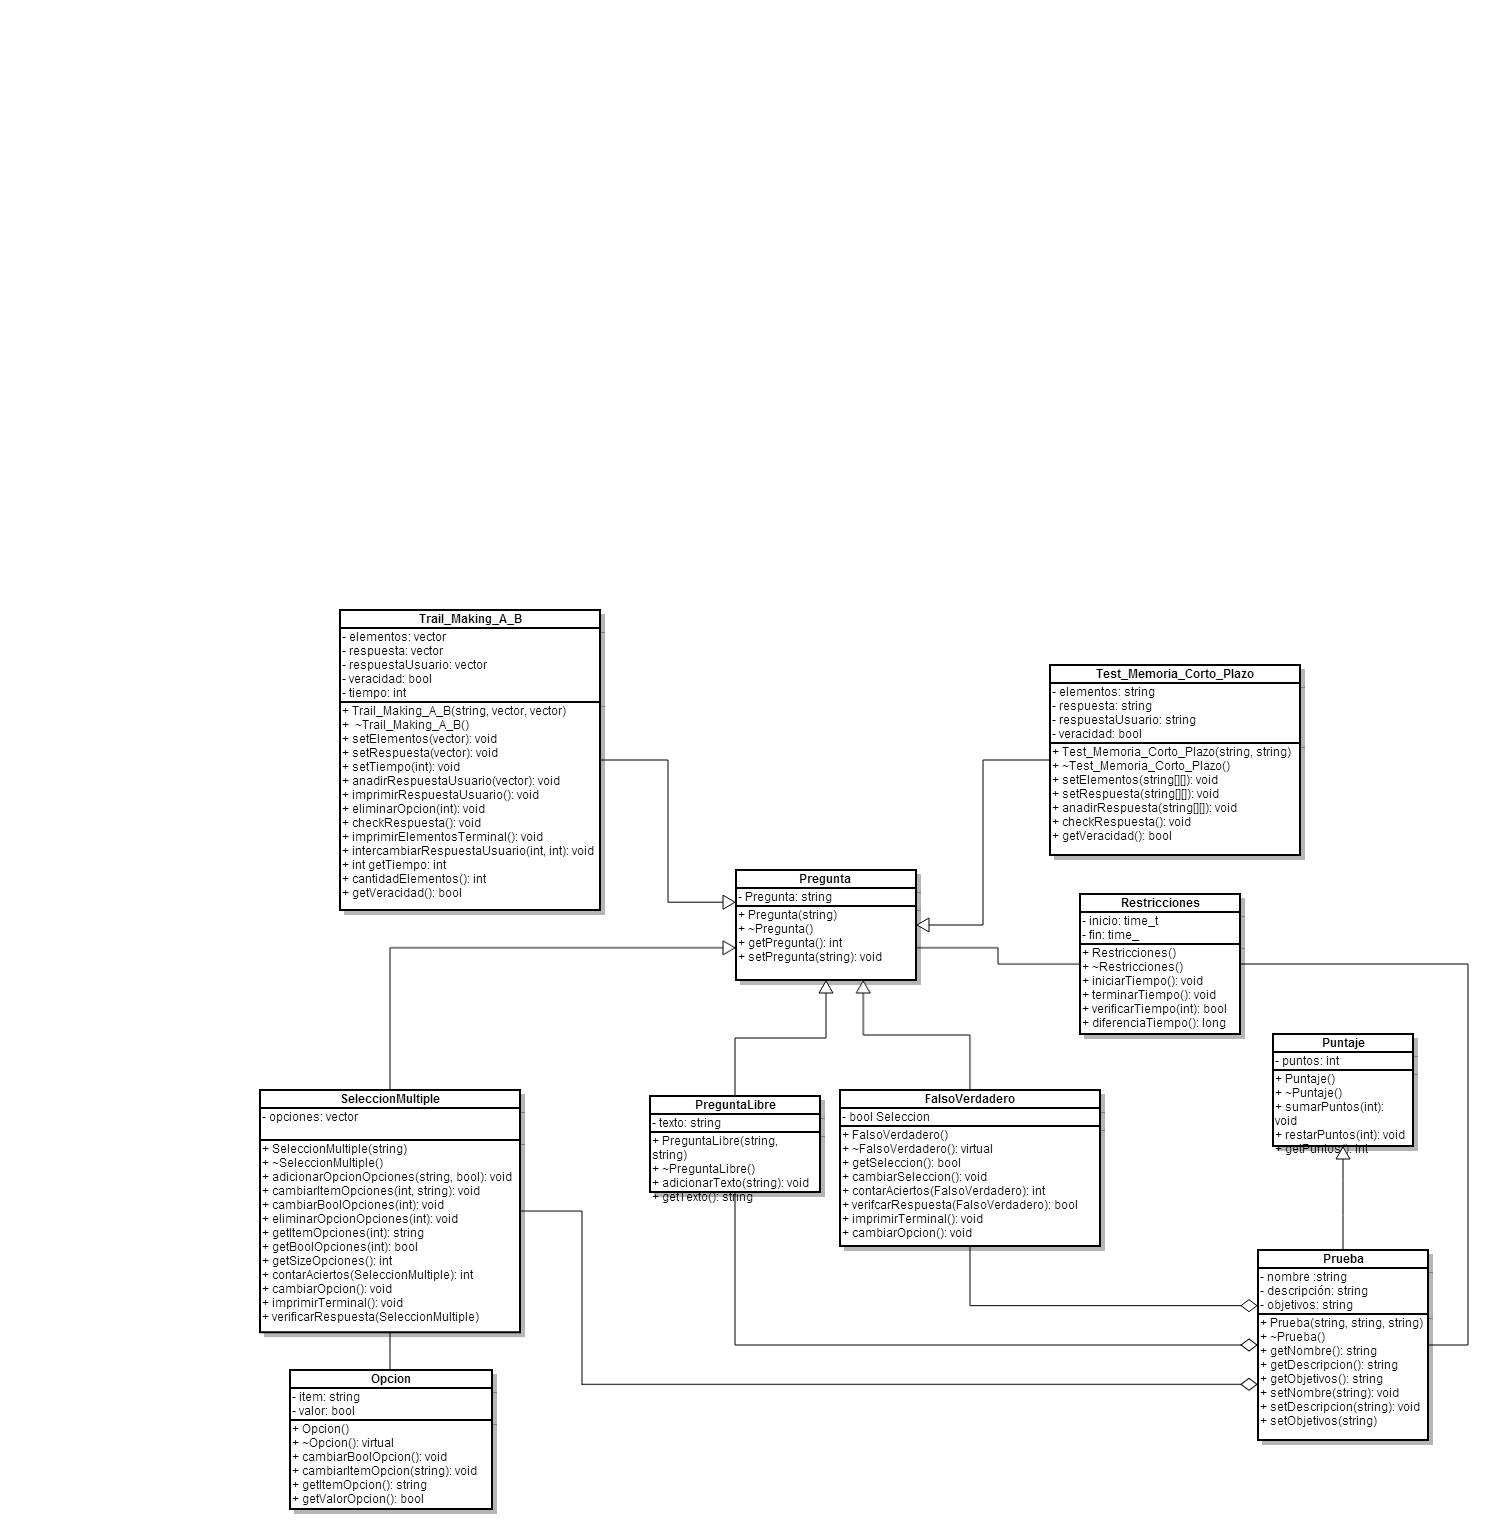 Trail_Making_A_B
- elementos: vector
- respuesta: vector
- respuestaUsuario: vector
- veracidad: bool
- tiempo: int
+ Trail_Making_A_B(string, vector, vector)
+ ~Trail_Making_A_B()
+ setElementos(vector): void
+ setRespuesta(vector): void
+ setTiempo(int): void
+ anadirRespuestaUsuario(vector): void
+ imprimirRespuestaUsuario(): void
+ eliminarOpcion(int): void
+ checkRespuesta(): void
+ imprimirElementosTerminal(): void
+ intercambiarRespuestaUsuario(int, int): void
+ int getTiempo: int
+ cantidadElementos(): int
+ getVeracidad(): bool
Test_Memoria_Corto_Plazo
- elementos: string
- respuesta: string
- respuestaUsuario: string
- veracidad: bool
+ Test_Memoria_Corto_Plazo(string, string)
+ ~Test_Memoria_Corto_Plazo()
+ setElementos(string[][]): void
+ setRespuesta(string[][]): void
+ anadirRespuesta(string[][]): void
+ checkRespuesta(): void
+ getVeracidad(): bool
Pregunta
- Pregunta: string
+ Pregunta(string)
+ ~Pregunta()
+ getPregunta(): int
+ setPregunta(string): void
Restricciones
- inicio: time_t
- fin: time_
+ Restricciones()
+ ~Restricciones()
+ iniciarTiempo(): void
+ terminarTiempo(): void
+ verificarTiempo(int): bool
+ diferenciaTiempo(): long
Puntaje
- puntos: int
+ Puntaje()
+ ~Puntaje()
+ sumarPuntos(int):
void
+ restarPuntos(int): void
+ getPuntos(): int
SeleccionMultiple
- opciones: vector
+ SeleccionMultiple(string)
+ ~SeleccionMultiple()
+ adicionarOpcionOpciones(string, bool): void
+ cambiarItemOpciones(int, string): void
+ cambiarBoolOpciones(int): void
+ eliminarOpcionOpciones(int): void
+ getItemOpciones(int): string
+ getBoolOpciones(int): bool
+ getSizeOpciones(): int
+ contarAciertos(SeleccionMultiple): int
+ cambiarOpcion(): void
+ imprimirTerminal(): void
+ verificarRespuesta(SeleccionMultiple)
PreguntaLibre
- texto: string
+ PreguntaLibre(string,
string)
+ ~PreguntaLibre()
+ adicionarTexto(string): void
+ getTexto(): string
FalsoVerdadero
- bool Seleccion
+ FalsoVerdadero()
+ ~FalsoVerdadero(): virtual
+ getSeleccion(): bool
+ cambiarSeleccion(): void
+ contarAciertos(FalsoVerdadero): int
+ verifcarRespuesta(FalsoVerdadero): bool
+ imprimirTerminal(): void
+ cambiarOpcion(): void
Prueba
- nombre :string
- descripción: string
- objetivos: string
+ Prueba(string, string, string)
+ ~Prueba()
+ getNombre(): string
+ getDescripcion(): string
+ getObjetivos(): string
+ setNombre(string): void
+ setDescripcion(string): void
+ setObjetivos(string)
Opcion
- item: string
- valor: bool
+ Opcion()
+ ~Opcion(): virtual
+ cambiarBoolOpcion(): void
+ cambiarItemOpcion(string): void
+ getItemOpcion(): string
+ getValorOpcion(): bool